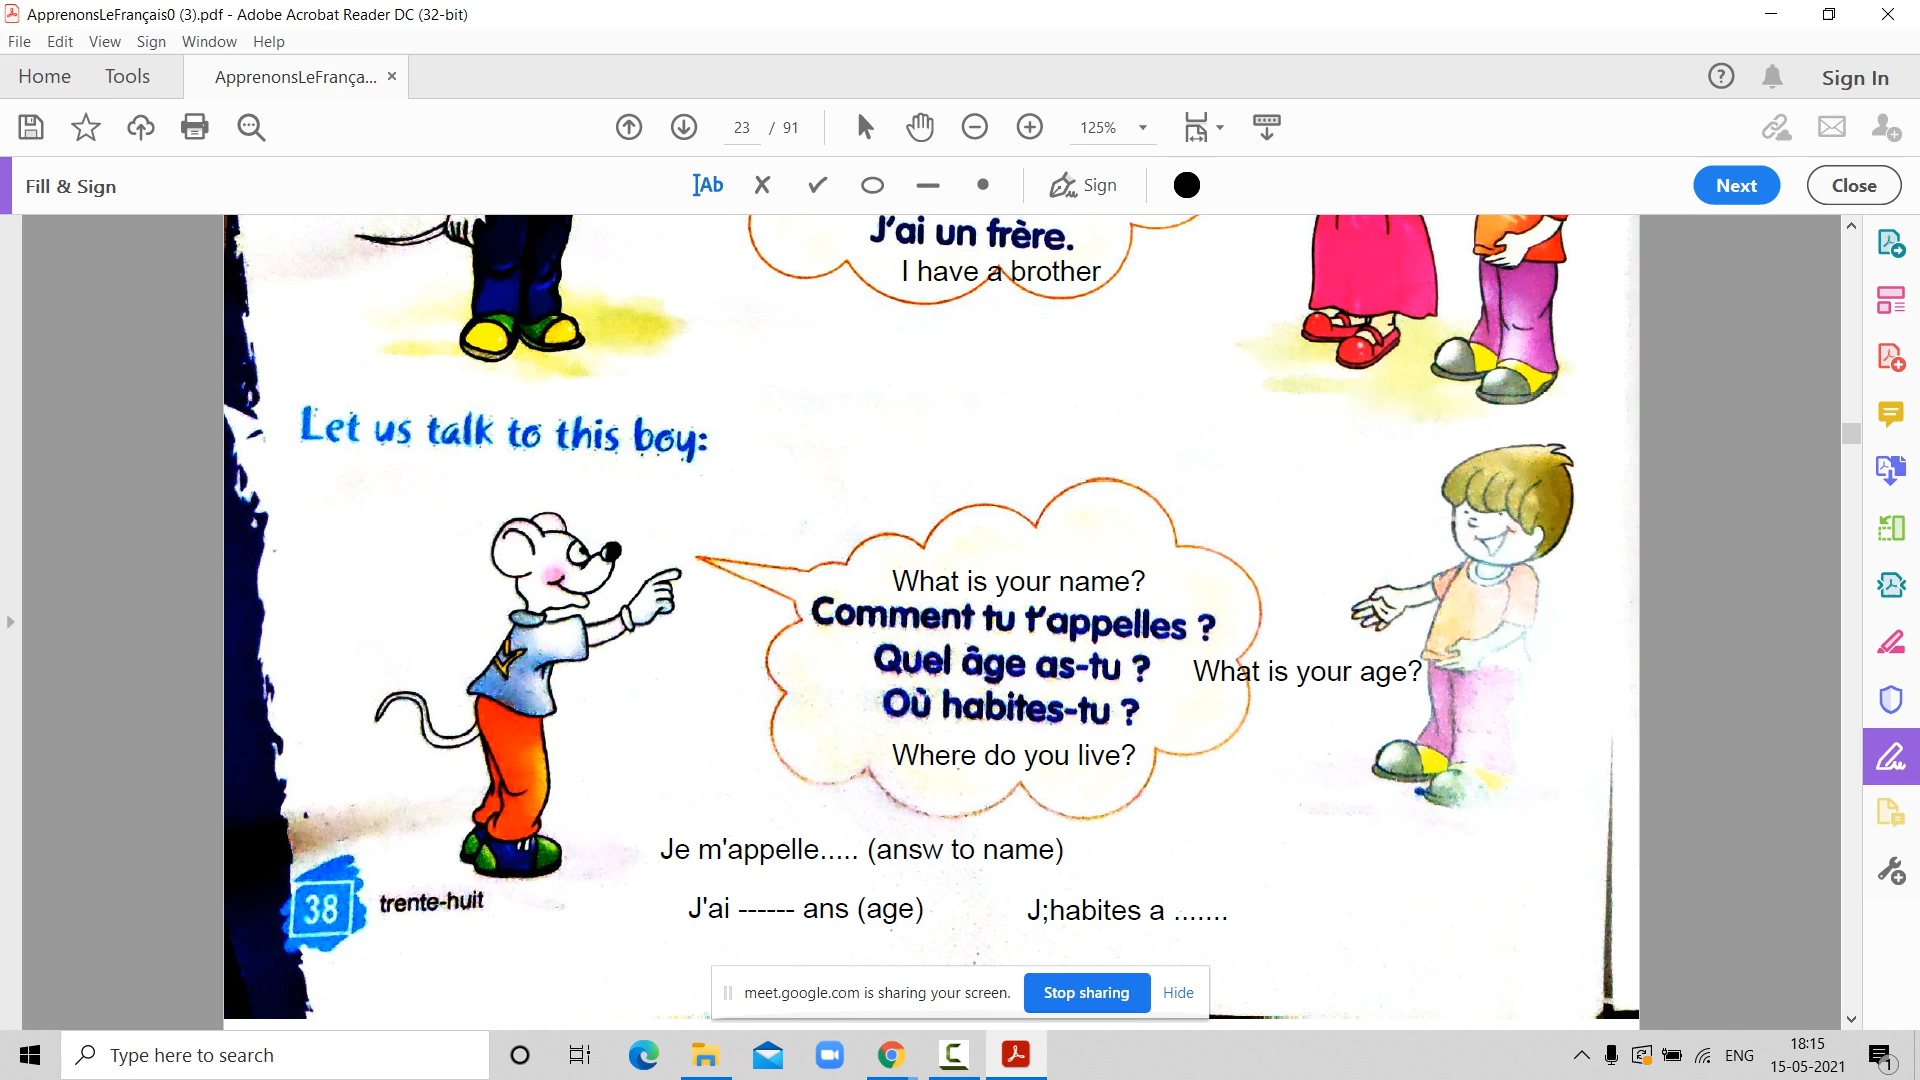 ApprenonsLeFrançais0 (3).pdf - Adobe Acrobat Reader DC (32-bit)
File Edit View Sign Window Help
Home Tools ApprenonsLeFrança... × Sign In
23 / 91 125%
Fill & Sign Ab Sign Next Close
J'ai un frère.
I have a brother
Let us talk to this boy:
What is your name?
Comment tu t'appelles ?
Quel âge as-tu ? What is your age?
Où habites-tu ?
Where do you live?
Je m'appelle..... (answ to name)
38 trente-huit J'ai ------ ans (age) J;habites a .......
meet.google.com is sharing your screen. Stop sharing Hide
Type here to search ENG 18:15
15-05-2021 1